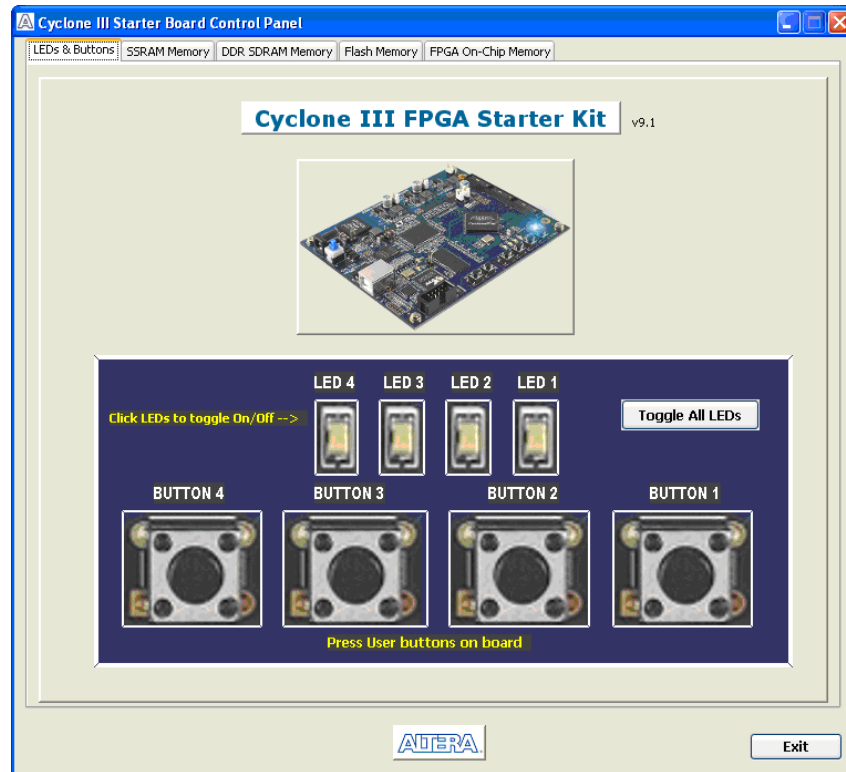 Cyclone III Starter Board Control Panel
LEDs & Buttons SSRAM Memory DDR SDRAM Memory Flash Memory FPGA On-Chip Memory
Cyclone III FPGA Starter Kit v9.1
LED 4 LED 3 LED 2 LED 1
Click LEDs to toggle On/Off --> Toggle All LEDs
BUTTON 4 BUTTON 3 BUTTON 2 BUTTON 1
Press User buttons on board
ALTERA. Exit